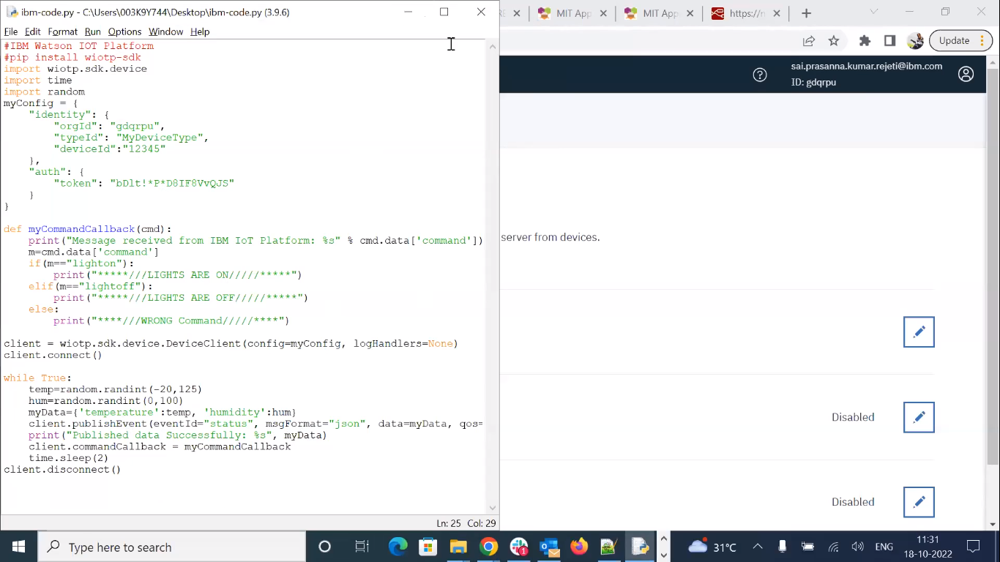 ibm-code.py - C:\Users\003K9Y744\Desktop\ibm-code.py (3.9.6)
File Edit Format Run Options Window Help
#IBM Watson IOT Platform
#pip install wiotp-sdk
import wiotp.sdk.device
import time
import random
myConfig = {
    "identity": {
        "orgId": "gdqrpu",
        "typeId": "MyDeviceType",
        "deviceId":"12345"
    },
    "auth": {
        "token": "bDlt!*P*D8IF8VvQJS"
    }
}
def myCommandCallback(cmd):
    print("Message received from IBM IoT Platform: %s" % cmd.data['command'])
    m=cmd.data['command']
    if(m=="lighton"):
        print("*****///LIGHTS ARE ON/////*****")
    elif(m=="lightoff"):
        print("*****///LIGHTS ARE OFF/////*****")
    else:
        print("****///WRONG Command/////****")
client = wiotp.sdk.device.DeviceClient(config=myConfig, logHandlers=None)
client.connect()
while True:
    temp=random.randint(-20,125)
    hum=random.randint(0,100)
    myData={'temperature':temp, 'humidity':hum}
    client.publishEvent(eventId="status", msgFormat="json", data=myData, qos=
    print("Published data Successfully: %s", myData)
    client.commandCallback = myCommandCallback
    time.sleep(2)
client.disconnect()
Ln: 25 Col: 29
MIT App MIT App https://n
Update
sai.prasanna.kumar.rejeti@ibm.com
ID: gdqrpu
server from devices.
Disabled
Disabled
Type here to search
31°C
ENG
11:31
18-10-2022